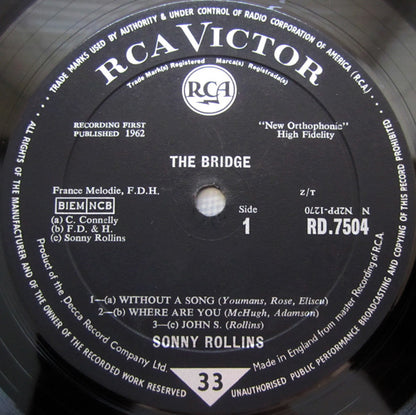 TRADE MARKS USED BY AUTHORITY & UNDER CONTROL OF RADIO CORPORATION OF AMERICA (R.C.A.)
ALL RIGHTS OF THE MANUFACTURER AND OF THE OWNER OF THE RECORDED WORK RESERVED
UNAUTHORISED PUBLIC PERFORMANCE BROADCASTING AND COPYING OF THIS RECORD PROHIBITED.
RCA VICTOR
Trade Mark(s) Registered Marca(s) Registrada(s)
RCA
RECORDING FIRST
PUBLISHED 1962
"New Orthophonic"
High Fidelity
THE BRIDGE
France Melodie, F.D.H.
BIEM NCB
(a) C. Connelly
(b) F.D. & H.
(c) Sonny Rollins
Side
1
Z/T
N N2PP-1270
RD.7504
1—(a) WITHOUT A SONG (Youmans, Rose, Eliscu)
2—(b) WHERE ARE YOU (McHugh, Adamson)
3—(c) JOHN S. (Rollins)
SONNY ROLLINS
Product of the Decca Record Company Ltd.
Made in England from master Recording of R.C.A.
33